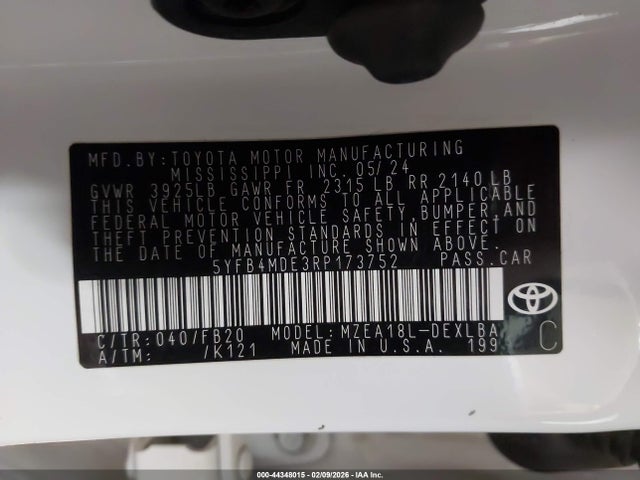 MFD. BY: TOYOTA MOTOR MANUFACTURING
MISSISSIPPI INC. 05/24
GVWR 3925LB GAWR FR 2315 LB RR 2140 LB
THIS VEHICLE CONFORMS TO ALL APPLICABLE
FEDERAL MOTOR VEHICLE SAFETY, BUMPER, AND
THEFT PREVENTION STANDARDS IN EFFECT ON
THE DATE OF MANUFACTURE SHOWN ABOVE.
5YFB4MDE3RP173752 PASS. CAR
C/TR: 040/FB20 MODEL: MZEA18L-DEXLBA
A/TM: /K121 MADE IN U.S.A. 199
C
000-44348015 - 02/09/2026 - IAA Inc.